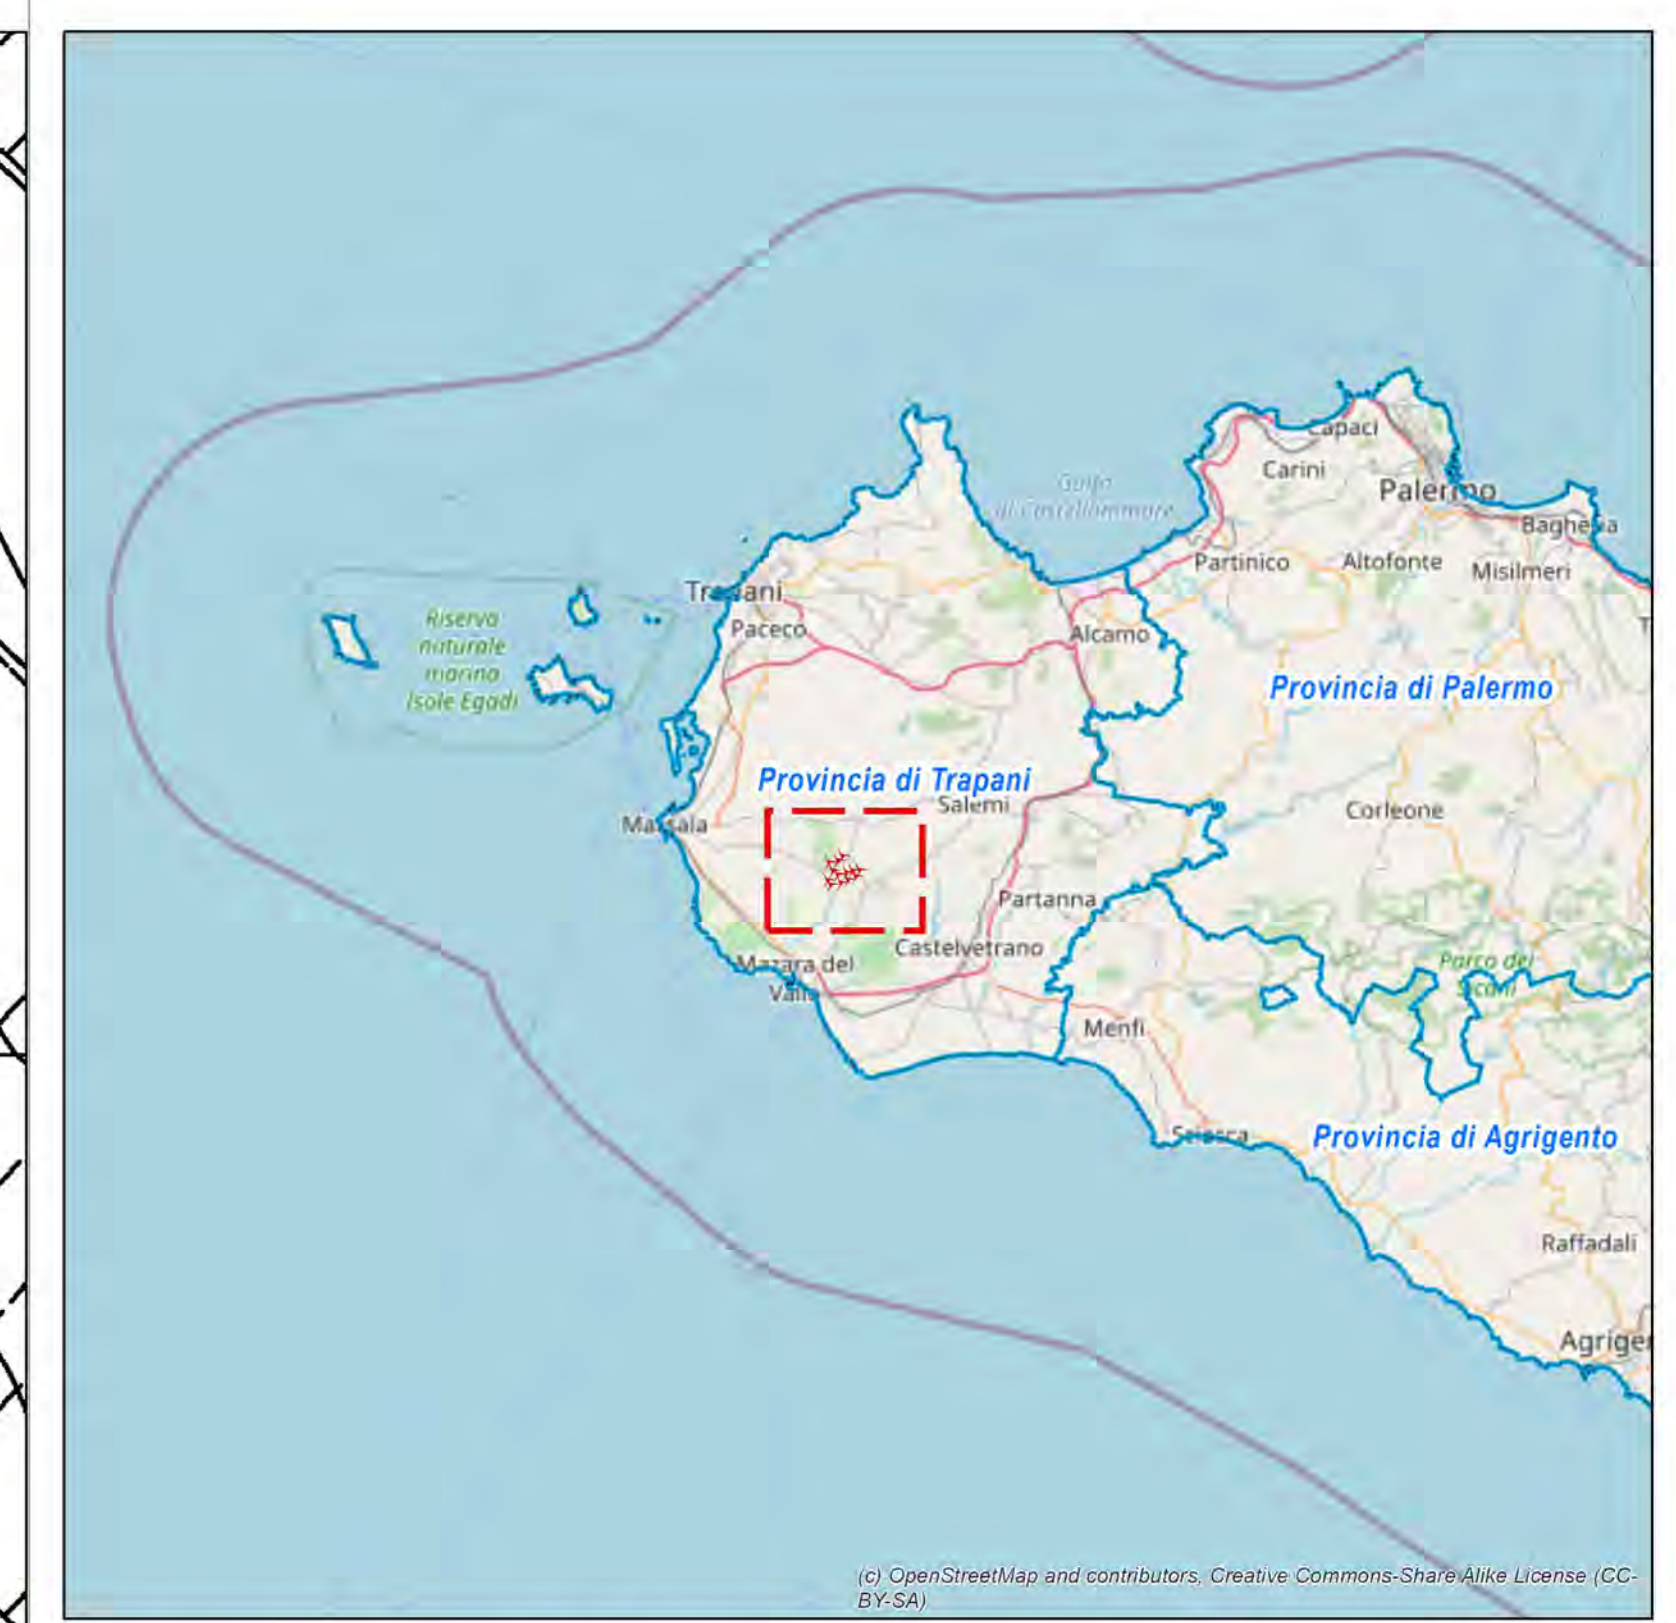 Capaci
Carini
Palermo
Golfo
di Castellammare
Bagheria
Partinico
Altofonte
Misilmeri
Trapani
Riserva
naturale
marina
Isole Egadi
Paceco
Alcamo
Provincia di Palermo
Provincia di Trapani
Salemi
Marsala
Corleone
Partanna
Castelvetrano
Mazara del
Vallo
Parco dei
Sicani
Menfi
Sciacca
Provincia di Agrigento
Raffadali
Agriger
(c) OpenStreetMap and contributors, Creative Commons-Share Alike License (CC-
BY-SA)